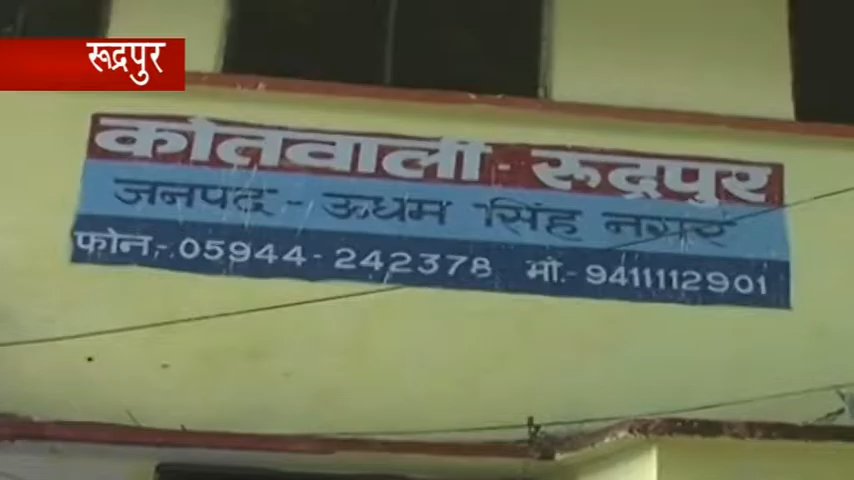 रूद्रपुर
कोतवाली - रूद्रपुर
जनपद - ऊधम सिंह नगर
फोन-.05944-242378 मो.-9411112901